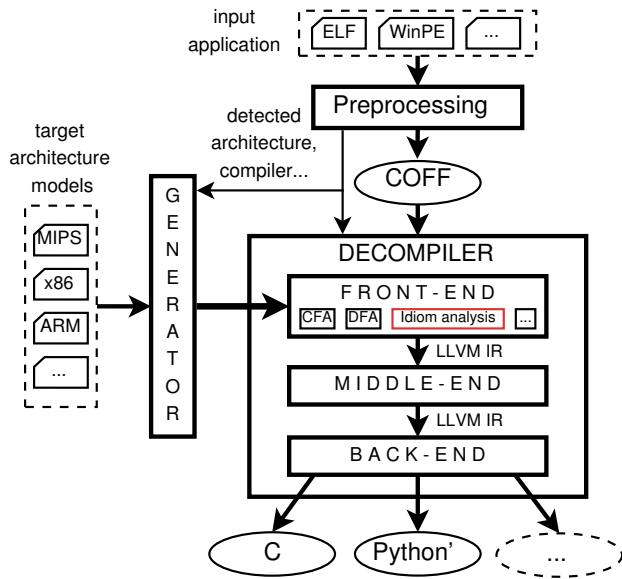 input
application
ELF
WinPE
...
Preprocessing
detected
architecture,
compiler...
COFF
target
architecture
models
MIPS
x86
ARM
...
G
E
N
E
R
A
T
O
R
DECOMPILER
FRONT-END
CFA
DFA
Idiom analysis
...
LLVM IR
MIDDLE-END
LLVM IR
BACK-END
C
Python'
...